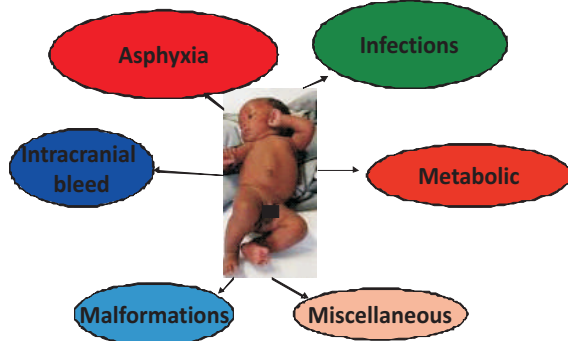 Asphyxia
Infections
Intracranial
bleed
Metabolic
Malformations
Miscellaneous